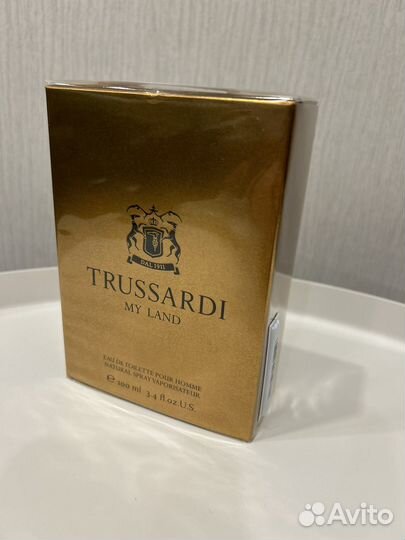 DAL 1911
TRUSSARDI
MY LAND
EAU DE TOILETTE POUR HOMME
NATURAL SPRAY VAPORISATEUR
e 100 ml 3.4 fl oz U.S.
Avito